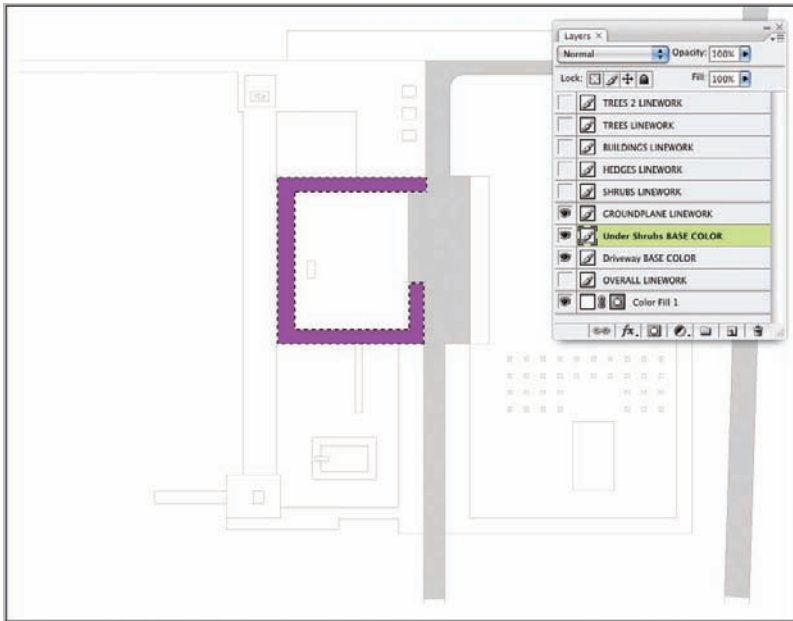 Layers ×
Normal Opacity: 100%
Lock: Fill: 100%
TREES 2 LINEWORK
TREES LINEWORK
BUILDINGS LINEWORK
HEDGES LINEWORK
SHRUBS LINEWORK
GROUNDPLANE LINEWORK
Under Shrubs BASE COLOR
Driveway BASE COLOR
OVERALL LINEWORK
Color Fill 1
fx.